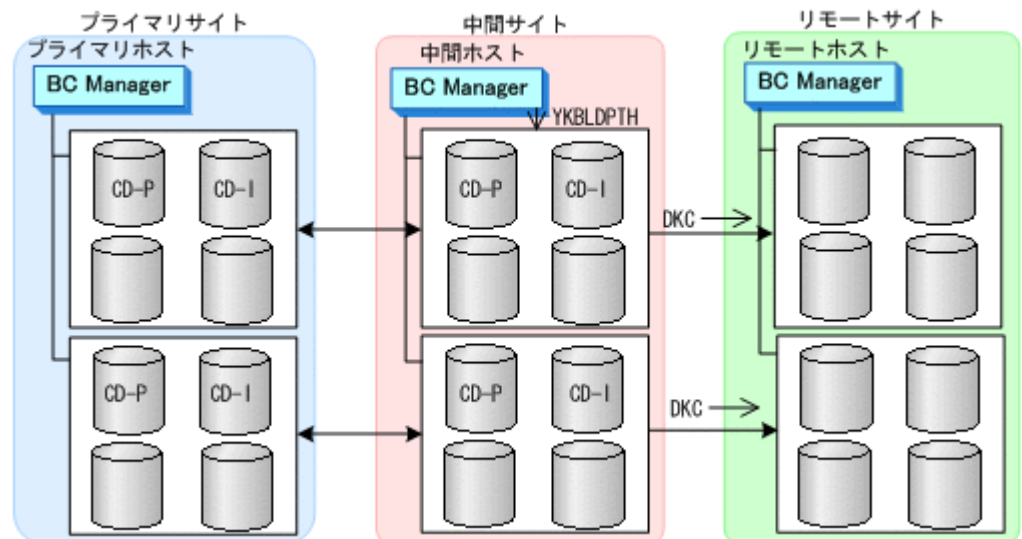 プライマリサイト
プライマリホスト
BC Manager
CD-P
CD-I
CD-P
CD-I
中間サイト
中間ホスト
BC Manager
YKBLDPTH
CD-P
CD-I
DKC
CD-P
CD-I
DKC
リモートサイト
リモートホスト
BC Manager